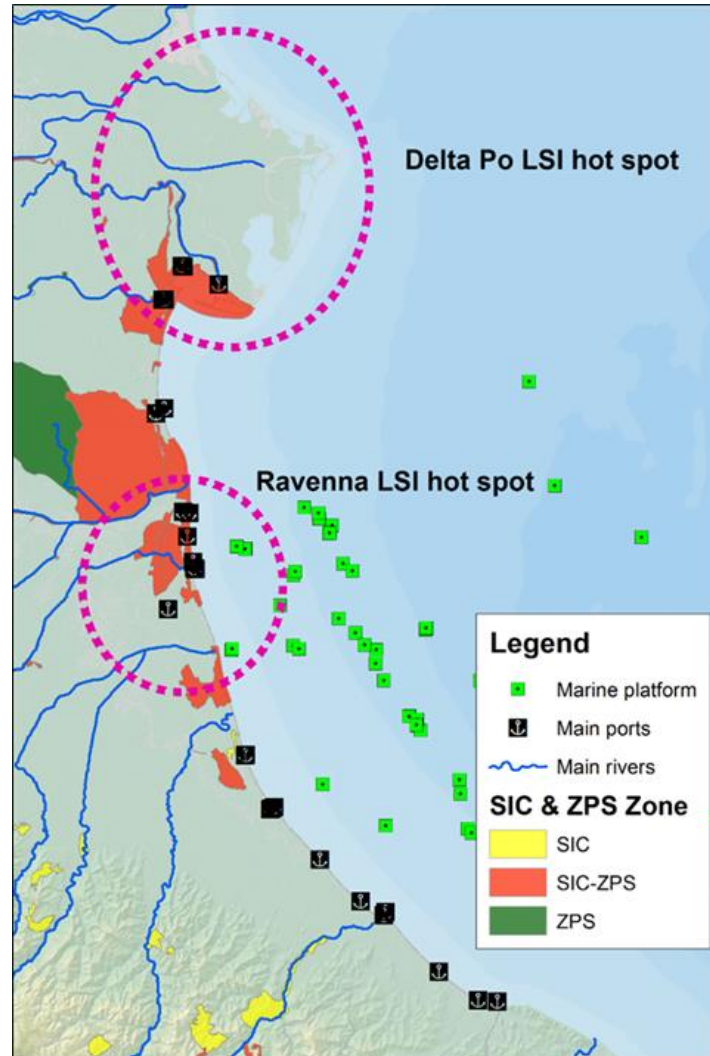 Delta Po LSI hot spot
Ravenna LSI hot spot
Legend
Marine platform
Main ports
Main rivers
SIC & ZPS Zone
SIC
SIC-ZPS
ZPS